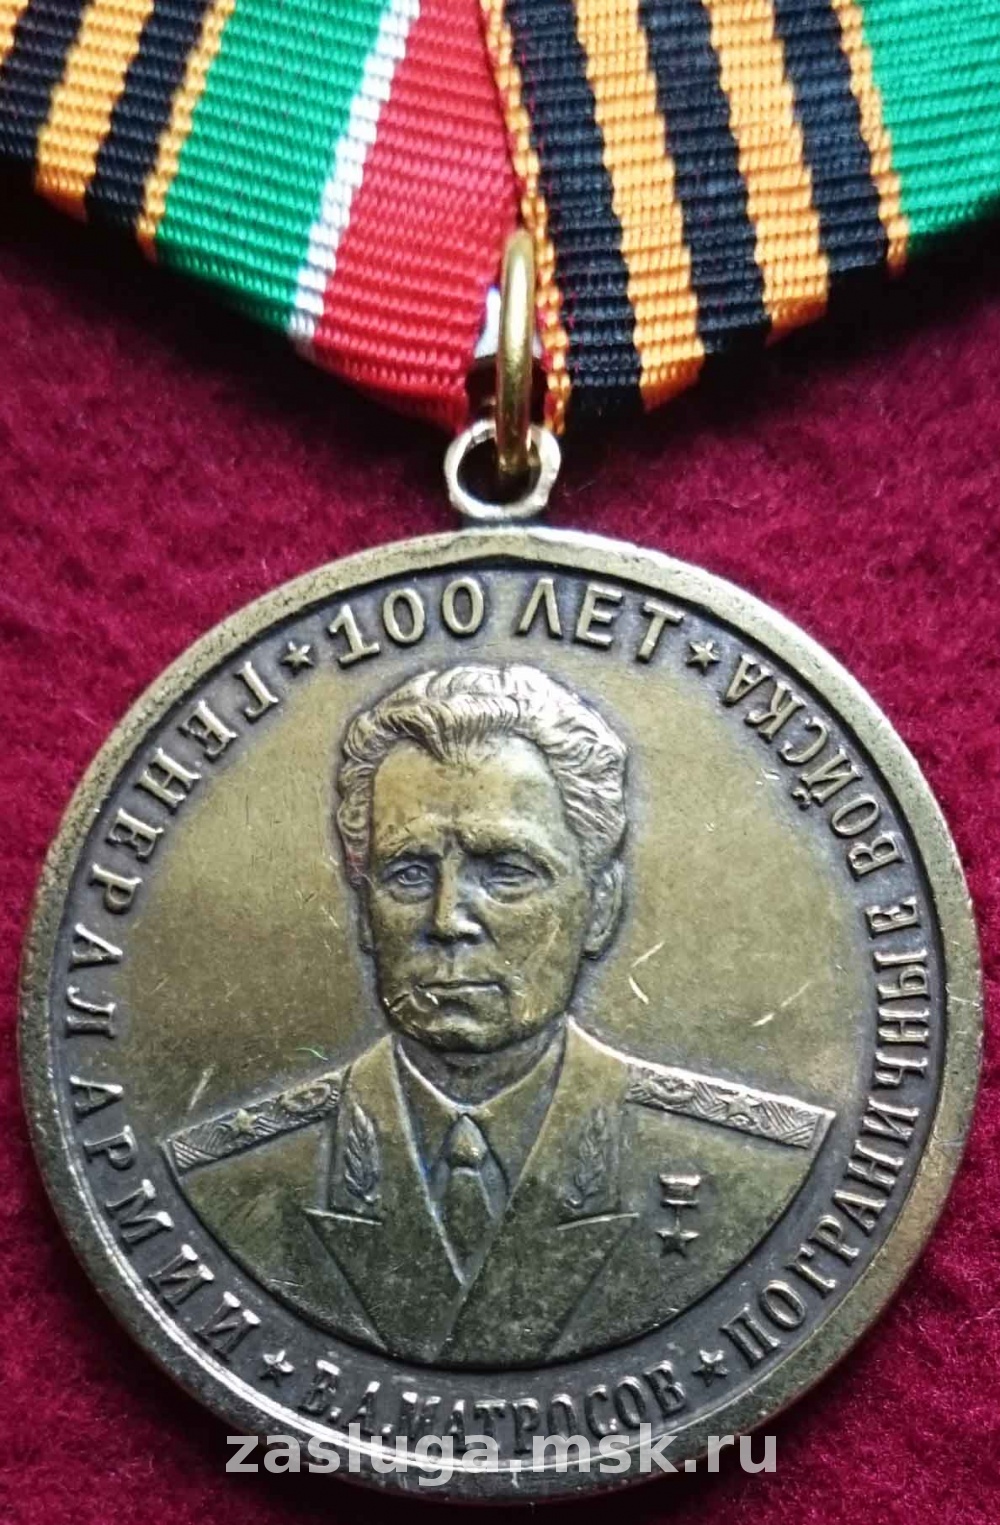 ★ 100 ЛЕТ ★
ГЕНЕРАЛ АРМИИ
★ В.А.МАТРОСОВ ★
ПОГРАНИЧНЫЕ ВОЙСКА
zasluga.msk.ru